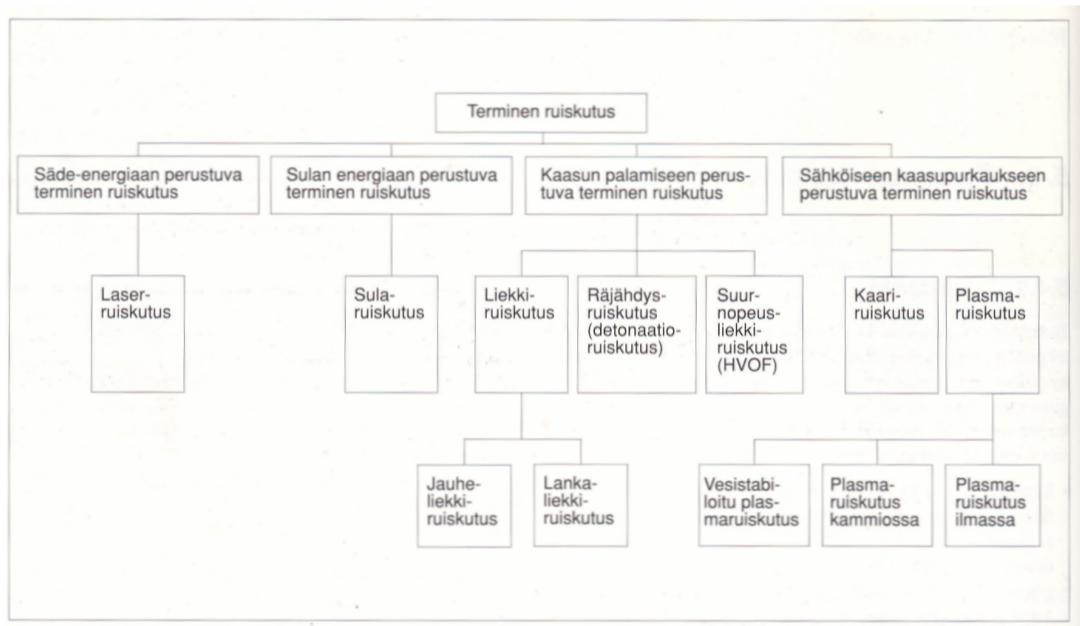 Terminen ruiskutus
Säde-energiaan perustuva
terminen ruiskutus
Sulan energiaan perustuva
terminen ruiskutus
Kaasun palamiseen perus-
tuva terminen ruiskutus
Sähköiseen kaasupurkaukseen
perustuva terminen ruiskutus
Laser-
ruiskutus
Sula-
ruiskutus
Liekki-
ruiskutus
Räjähdys-
ruiskutus
(detonaatio-
ruiskutus)
Suur-
nopeus-
liekki-
ruiskutus
(HVOF)
Kaari-
ruiskutus
Plasma-
ruiskutus
Jauhe-
liekki-
ruiskutus
Lanka-
liekki-
ruiskutus
Vesistabi-
loitu plas-
maruiskutus
Plasma-
ruiskutus
kammiossa
Plasma-
ruiskutus
ilmassa